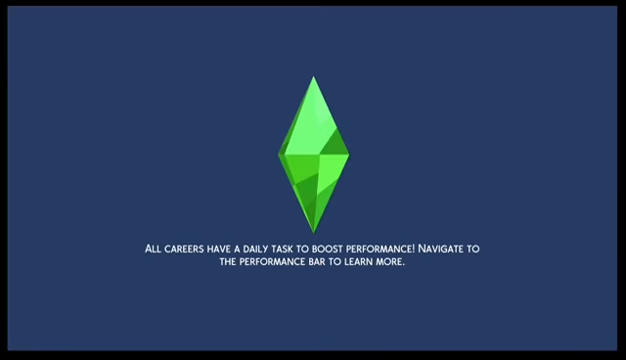 All careers have a daily task to boost performance! Navigate to
the performance bar to learn more.